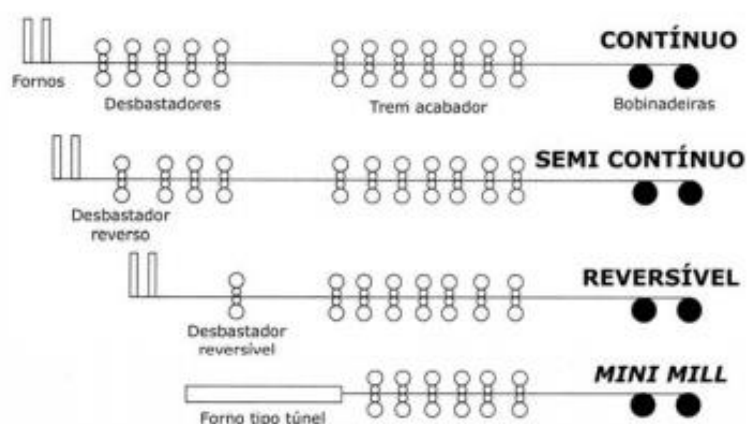 CONTÍNUO
Fornos
Desbastadores
Trem acabador
Bobinadeiras
SEMI CONTÍNUO
Desbastador
reverso
REVERSÍVEL
Desbastador
reversível
MINI MILL
Forno tipo túnel